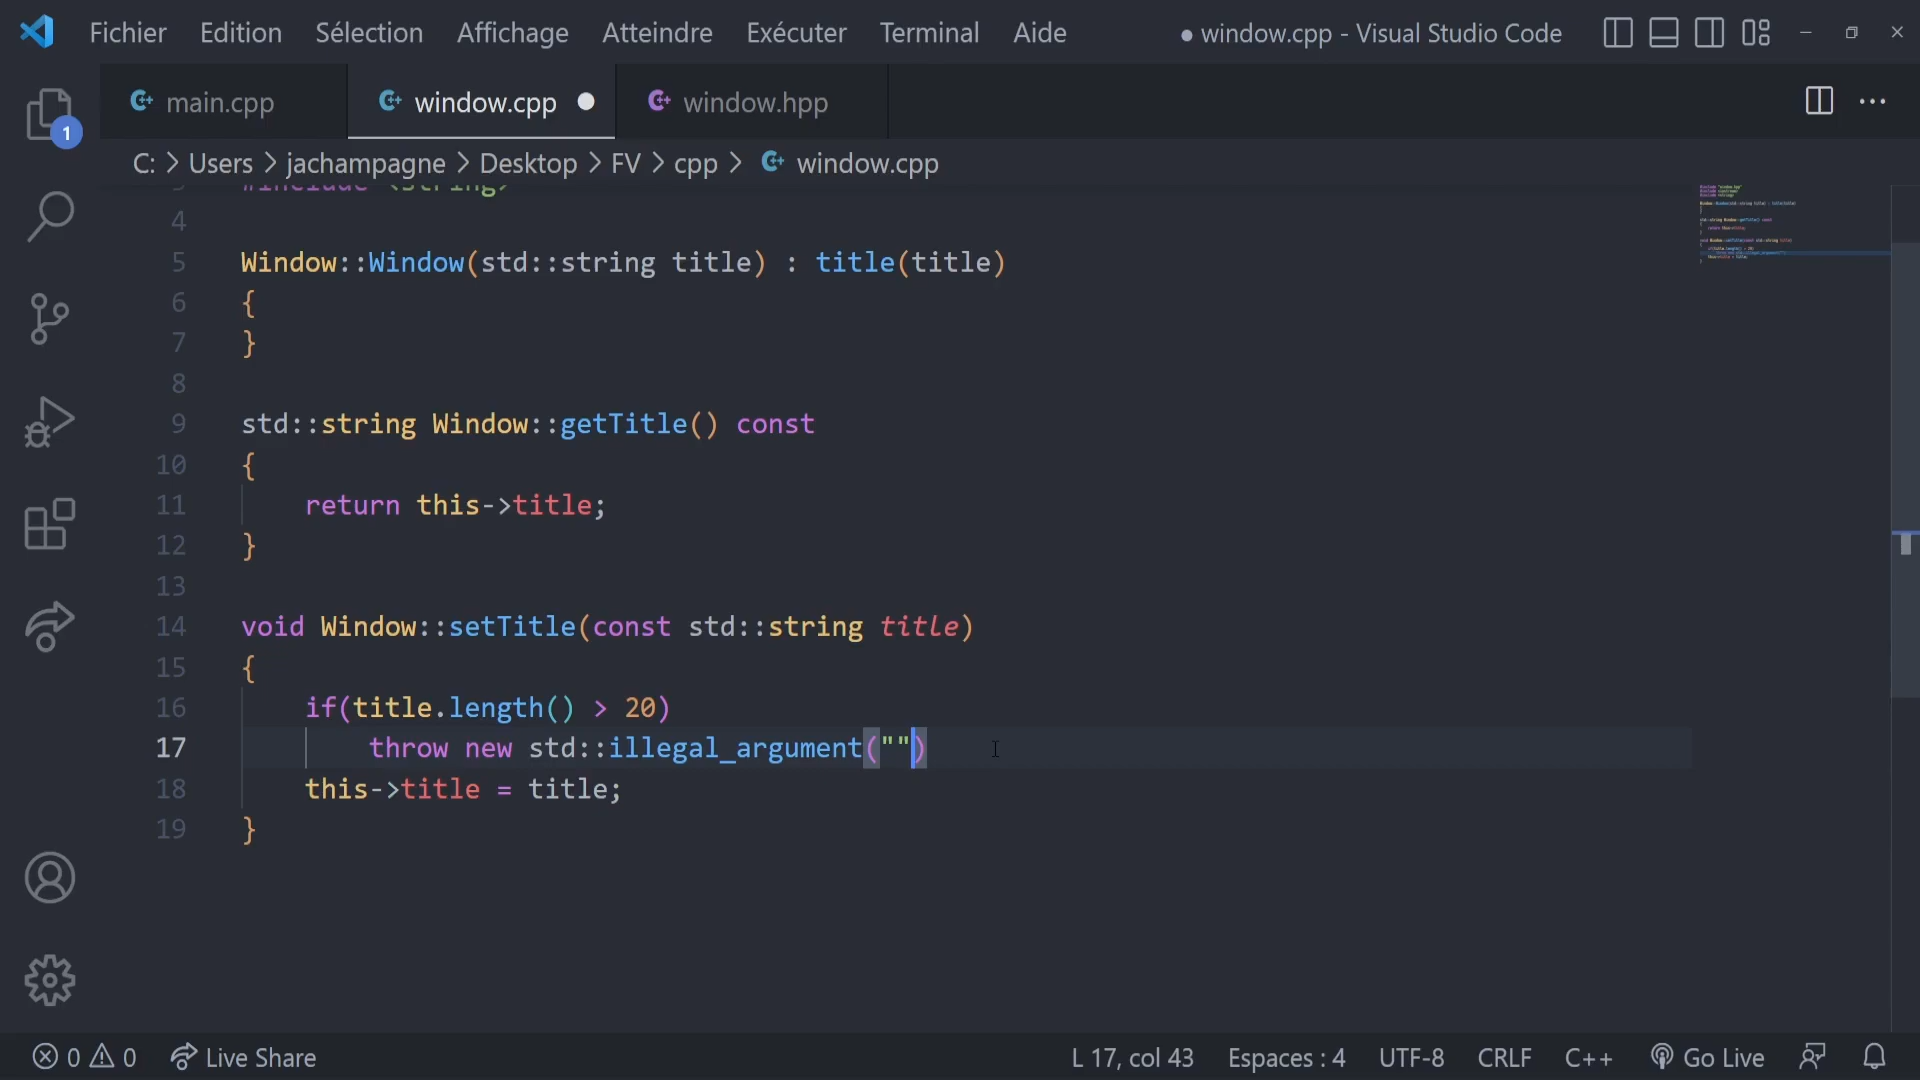 Fichier Edition Sélection Affichage Atteindre Exécuter Terminal Aide ● window.cpp - Visual Studio Code
main.cpp window.cpp window.hpp
1
C: > Users > jachampagne > Desktop > FV > cpp > window.cpp
3 #include <string>
4
5 Window::Window(std::string title) : title(title)
6 {
7 }
8
9 std::string Window::getTitle() const
10 {
11 return this->title;
12 }
13
14 void Window::setTitle(const std::string title)
15 {
16 if(title.length() > 20)
17 throw new std::illegal_argument("")
18 this->title = title;
19 }
0 0 Live Share L 17, col 43 Espaces : 4 UTF-8 CRLF C++ Go Live